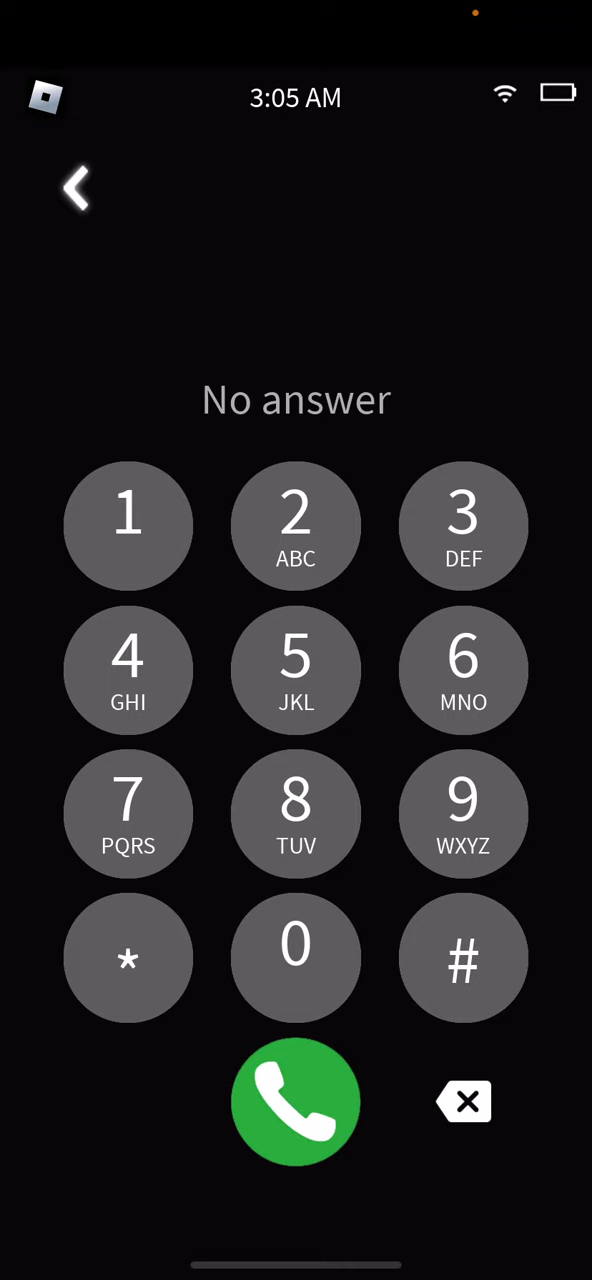 3:05 AM
No answer
1 2 3
ABC DEF
4 5 6
GHI JKL MNO
7 8 9
PQRS TUV WXYZ
* 0 #